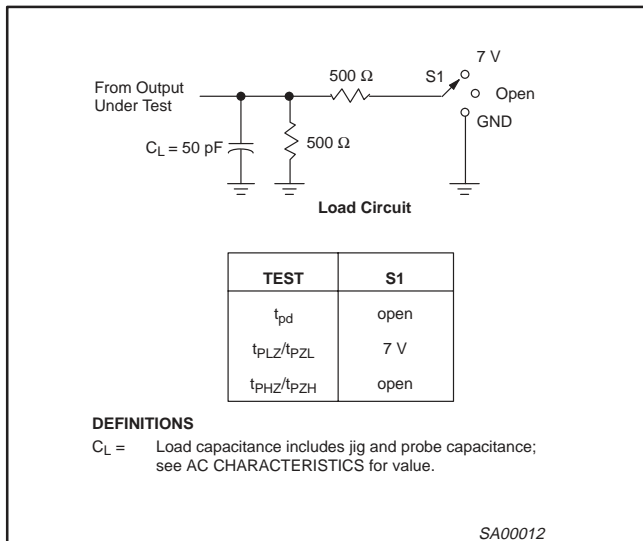 7 V
500 Ω
S1
From Output
Under Test
Open
GND
C_L = 50 pF
500 Ω
Load Circuit
TEST S1
t_pd open
t_PLZ/t_PZL 7 V
t_PHZ/t_PZH open
DEFINITIONS
C_L = Load capacitance includes jig and probe capacitance;
see AC CHARACTERISTICS for value.
SA00012